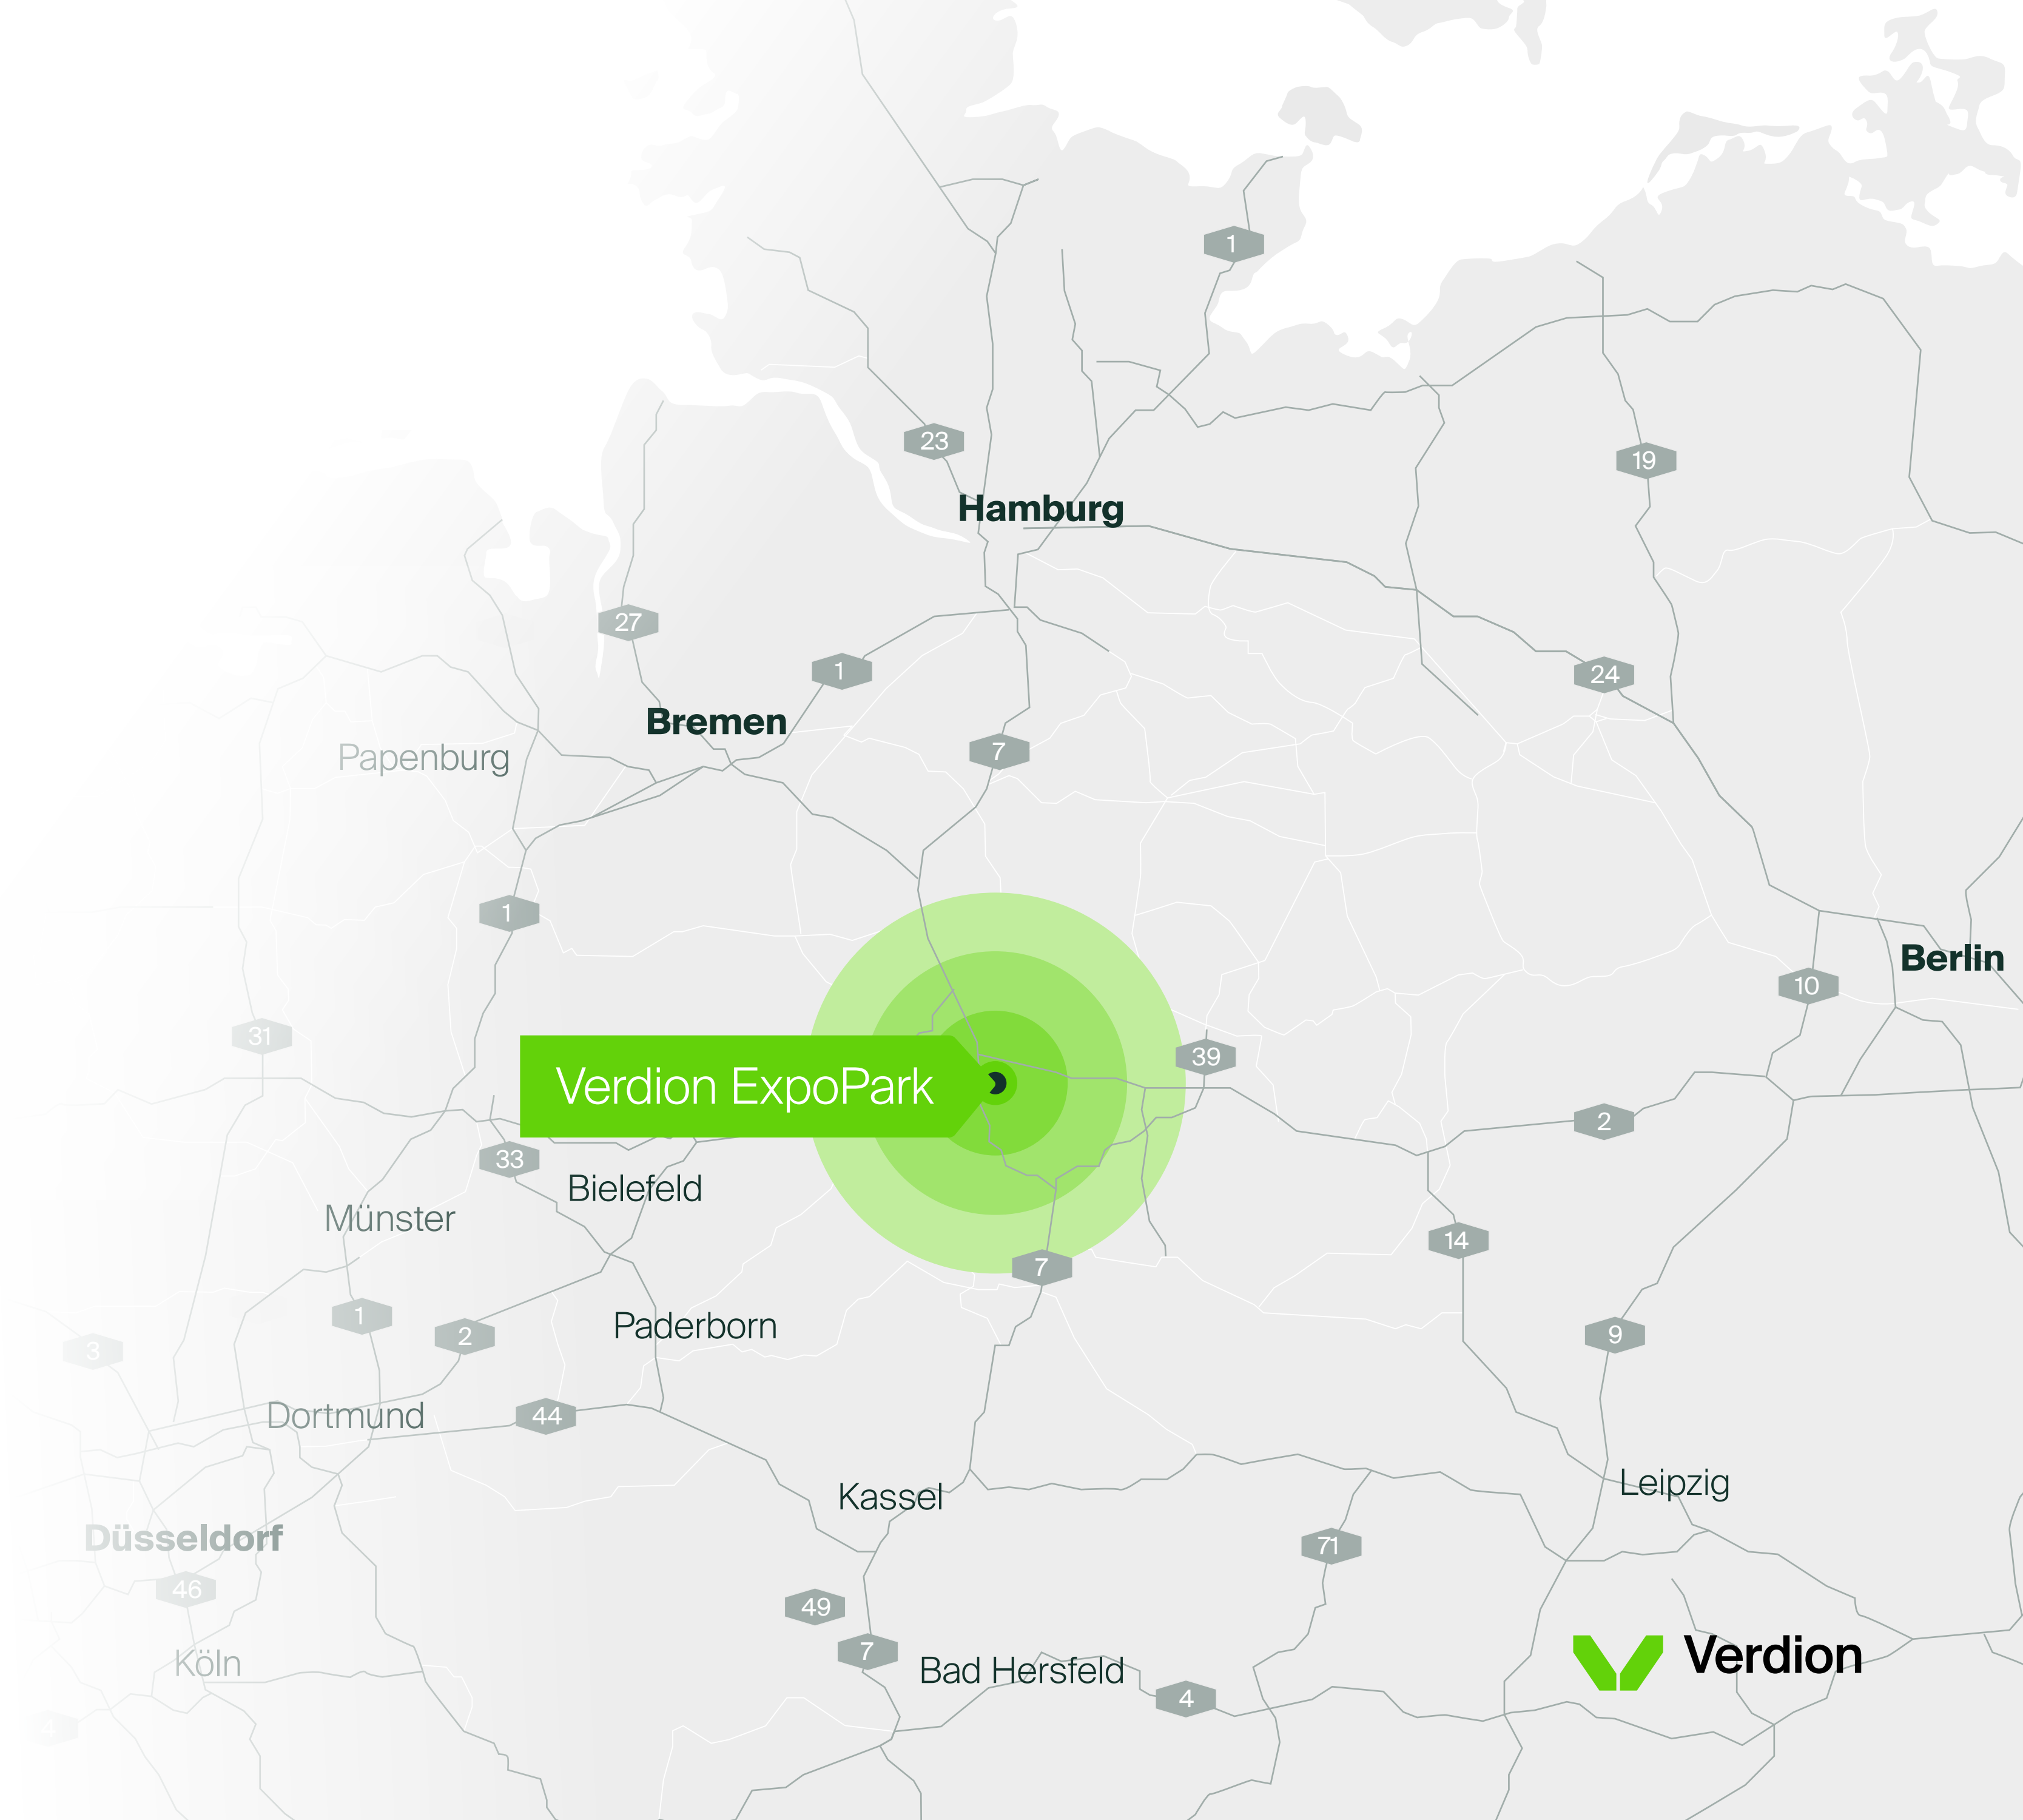 1
23
19
Hamburg
27
1
24
Bremen
7
Papenburg
1
Berlin
10
31
39
Verdion ExpoPark
2
33
Bielefeld
Münster
14
7
1
Paderborn
2
9
3
Dortmund
44
Kassel
Leipzig
Düsseldorf
71
46
49
7
Verdion
Köln
Bad Hersfeld
4